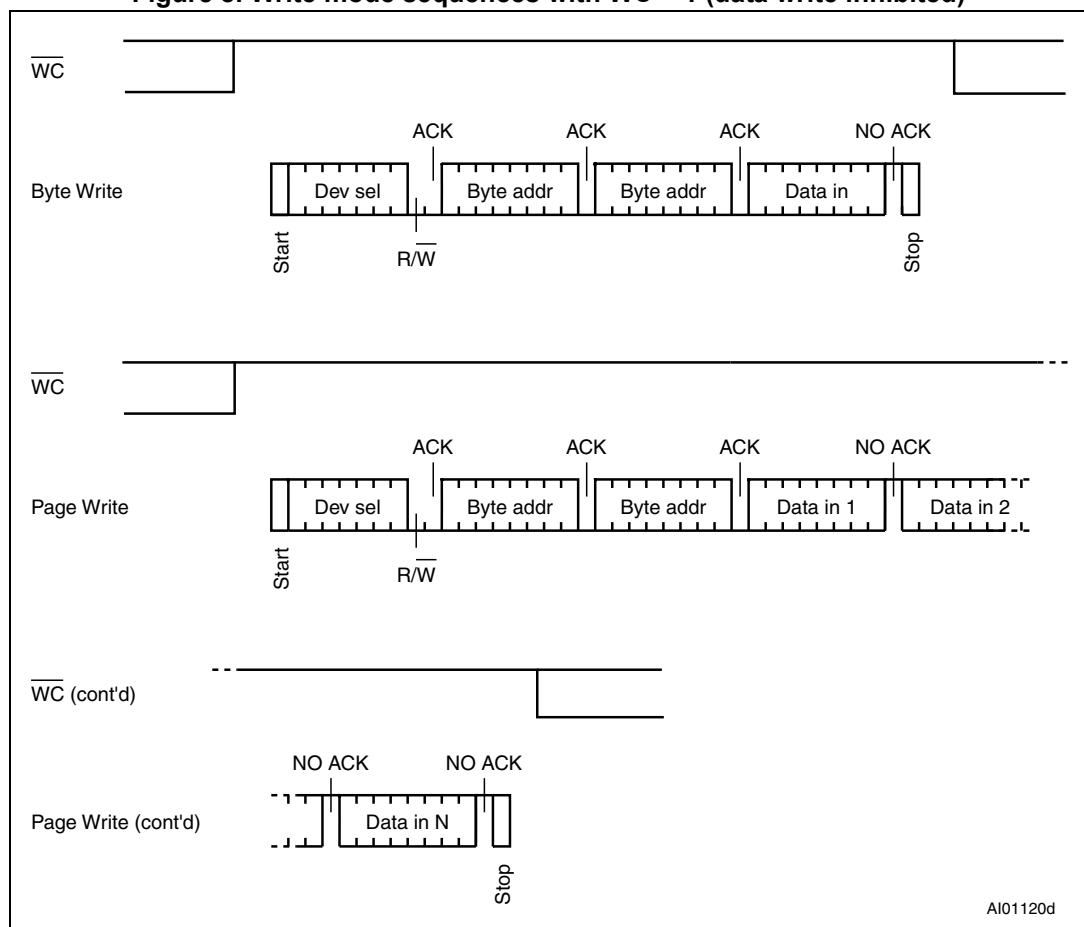 WC
ACK ACK ACK NO ACK
Byte Write Dev sel Byte addr Byte addr Data in
Start R/W Stop
WC
ACK ACK ACK NO ACK
Page Write Dev sel Byte addr Byte addr Data in 1 Data in 2
Start R/W
WC (cont'd)
NO ACK NO ACK
Page Write (cont'd) Data in N
Stop
AI01120d